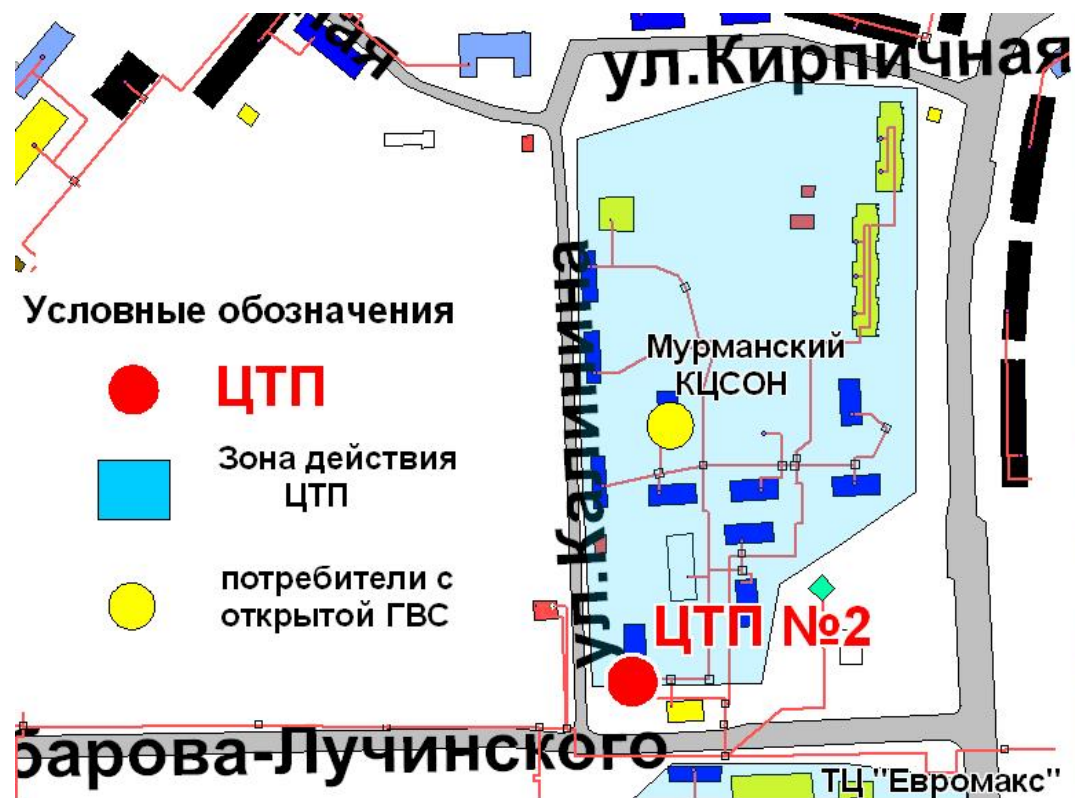 ул.Кирпичная
Условные обозначения
ЦТП
Зона действия
ЦТП
потребители с
открытой ГВС
ул.Калинина
Мурманский
КЦСОН
ЦТП №2
барова-Лучинского
ТЦ "Евромакс"